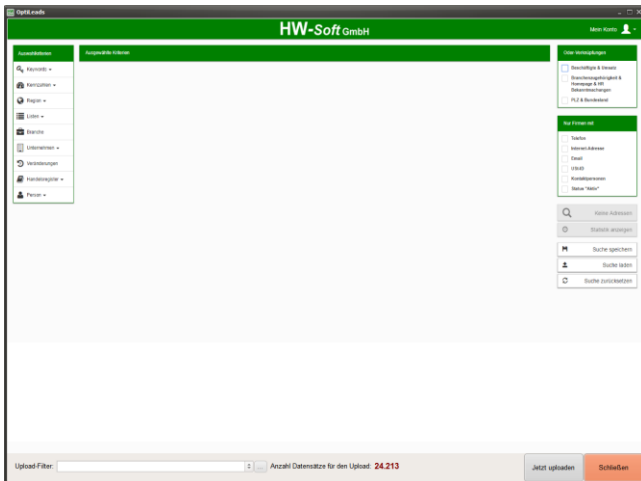 OptiLeads
HW-Soft GmbH
Mein Konto
Auswahlkriterien
Keywords
Kennzahlen
Region
Listen
Branche
Unternehmen
Veränderungen
Handelsregister
Person
Ausgewählte Kriterien
Oder Verknüpfungen
Beschäftigte & Umsatz
Branchenzugehörigkeit &
Homepage & HR
Bekanntmachungen
PLZ & Bundesland
Nur Firmen mit
Telefon
Internet-Adresse
Email
UStID
Kontaktpersonen
Status "Aktiv"
Keine Adressen
Statistik anzeigen
Suche speichern
Suche laden
Suche zurücksetzen
Upload-Filter:
...
Anzahl Datensätze für den Upload: 24.213
Jetzt uploaden
Schließen